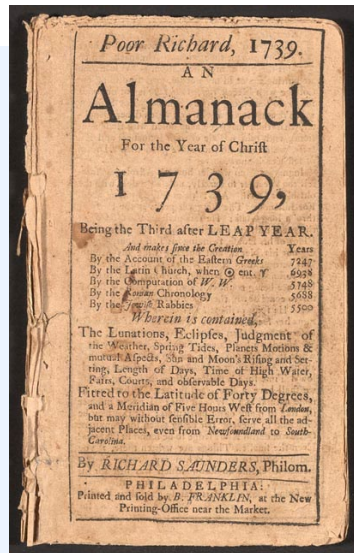 Poor Richard, 1739.
AN
Almanack
For the Year of Christ
1739,
Being the Third after LEAP YEAR.
And makes since the Creation Years
By the Account of the Eastern Greeks 7247
By the Latin Church, when ☉ ent. ♈ 6938
By the Computation of W. W. 5748
By the Roman Chronology 5688
By the Jewish Rabbies 5500
Wherein is contained,
The Lunations, Eclipses, Judgment of
the Weather, Spring Tides, Planets Motions &
mutual Aspects, Sun and Moon's Rising and Set-
ting, Length of Days, Time of High Water,
Fairs, Courts, and observable Days.
Fitted to the Latitude of Forty Degrees,
and a Meridian of Five Hours West from London,
but may without sensible Error, serve all the ad-
jacent Places, even from Newfoundland to South-
Carolina.
By RICHARD SAUNDERS, Philom.
PHILADELPHIA:
Printed and sold by B. FRANKLIN, at the New
Printing-Office near the Market.